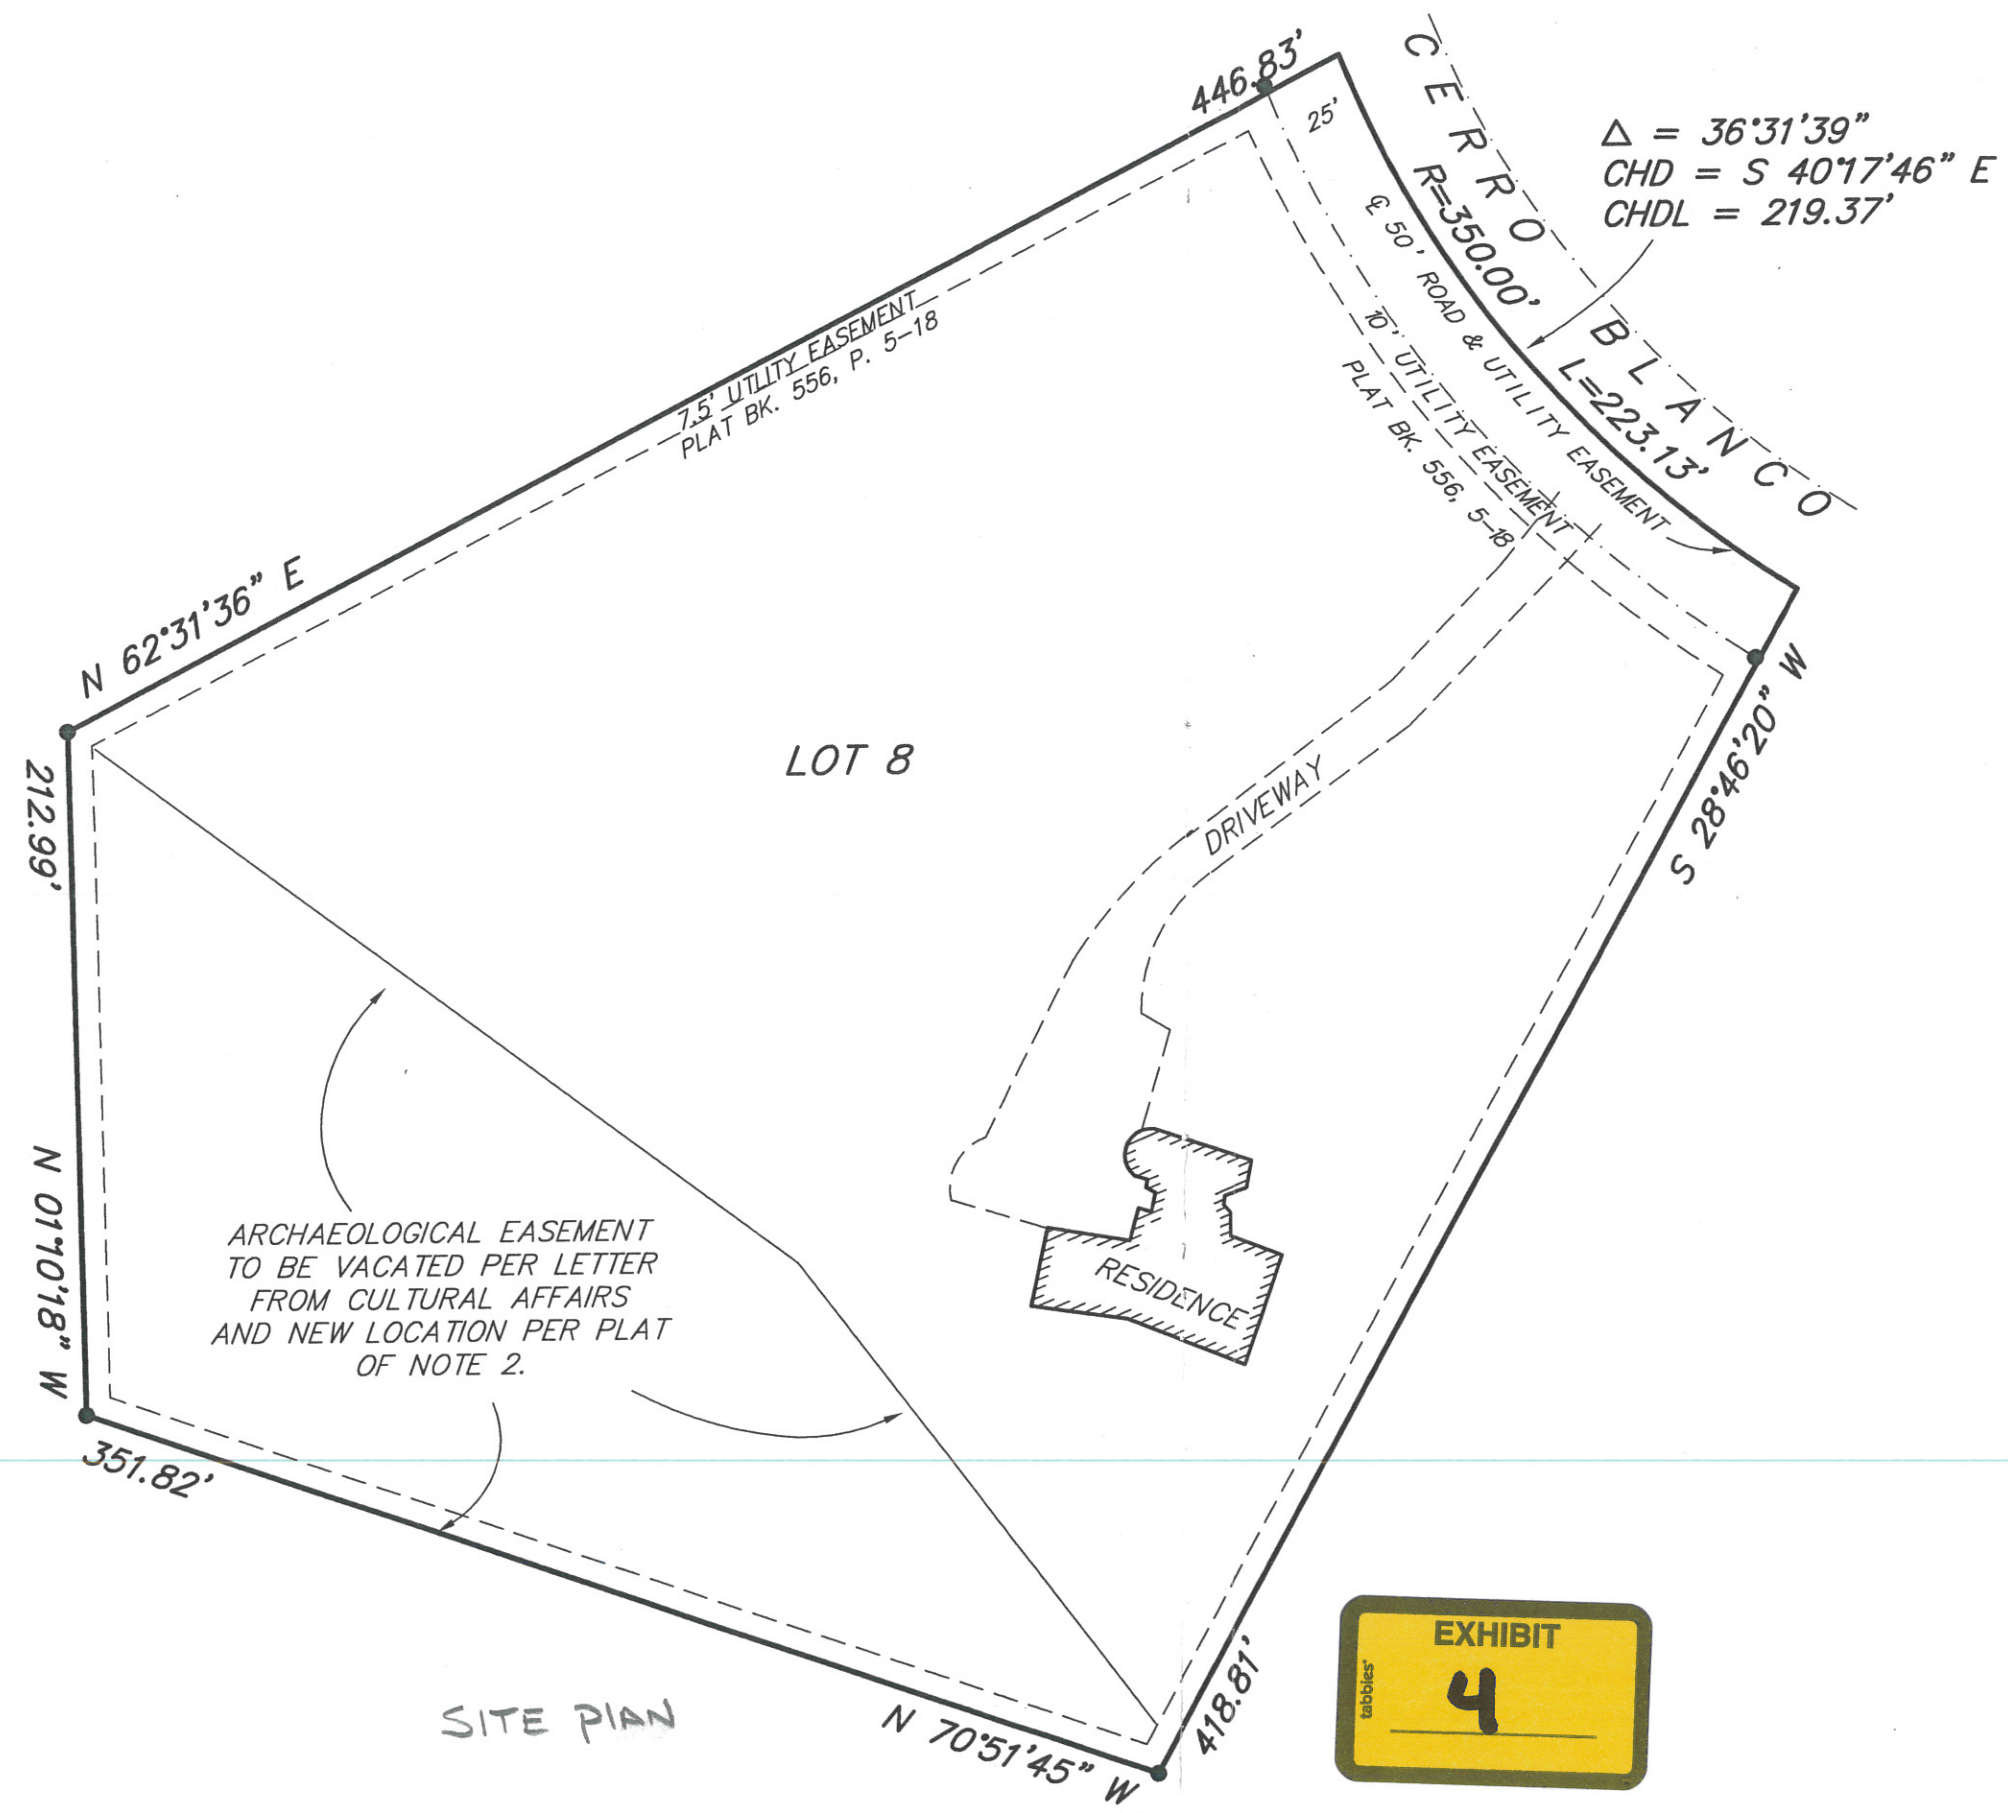 446.83'
25'
CERRO BLANCO
Δ = 36°31'39"
CHD = S 40°17'46" E
CHDL = 219.37'
R=350.00'
L=223.13'
℄ 50' ROAD & UTILITY EASEMENT
10' UTILITY EASEMENT
PLAT BK. 556, 5-18
7.5' UTLITY EASEMENT
PLAT BK. 556, P. 5-18
N 62°31'36" E
S 28°46'20" W
212.99'
LOT 8
DRIVEWAY
N 01°10'18" W
ARCHAEOLOGICAL EASEMENT
TO BE VACATED PER LETTER
FROM CULTURAL AFFAIRS
AND NEW LOCATION PER PLAT
OF NOTE 2.
RESIDENCE
351.82'
418.81'
N 70°51'45" W
SITE PLAN
EXHIBIT
tabbies®
4